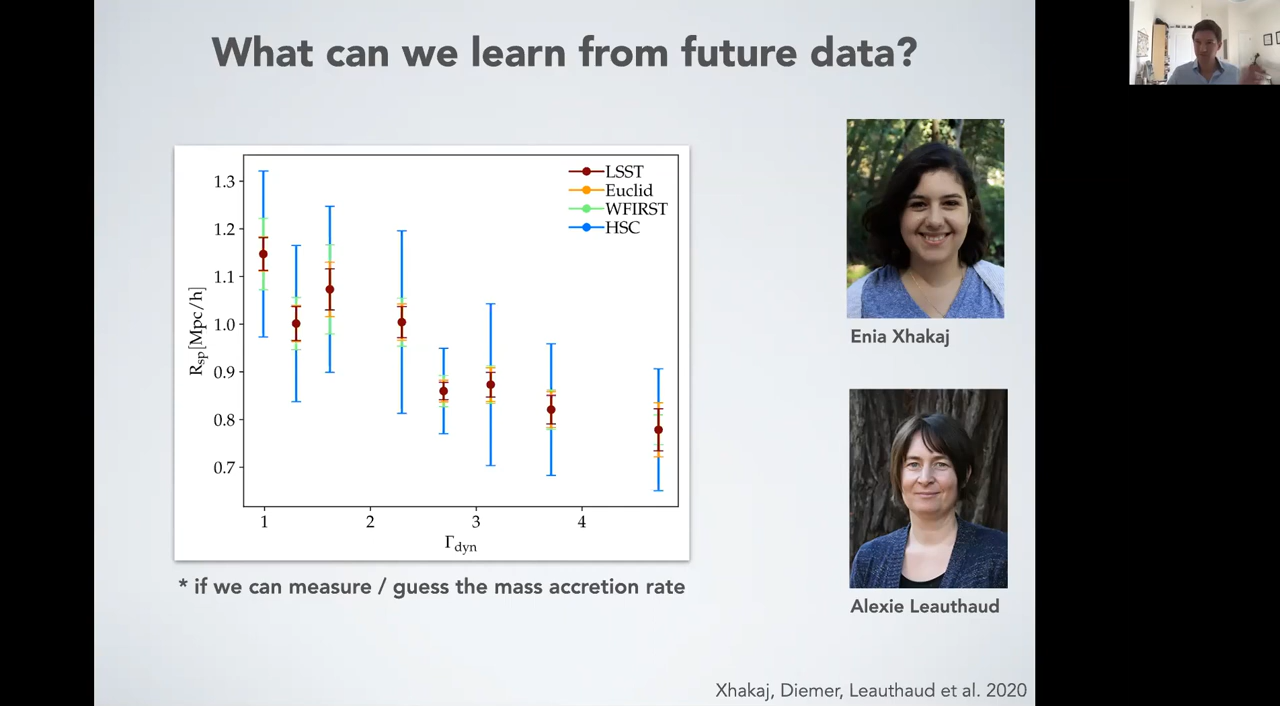 What can we learn from future data?
LSST
Euclid
WFIRST
HSC
1.3
1.2
1.1
1.0
0.9
0.8
0.7
R_sp[Mpc/h]
1 2 3 4
Γ_dyn
* if we can measure / guess the mass accretion rate
Enia Xhakaj
Alexie Leauthaud
Xhakaj, Diemer, Leauthaud et al. 2020